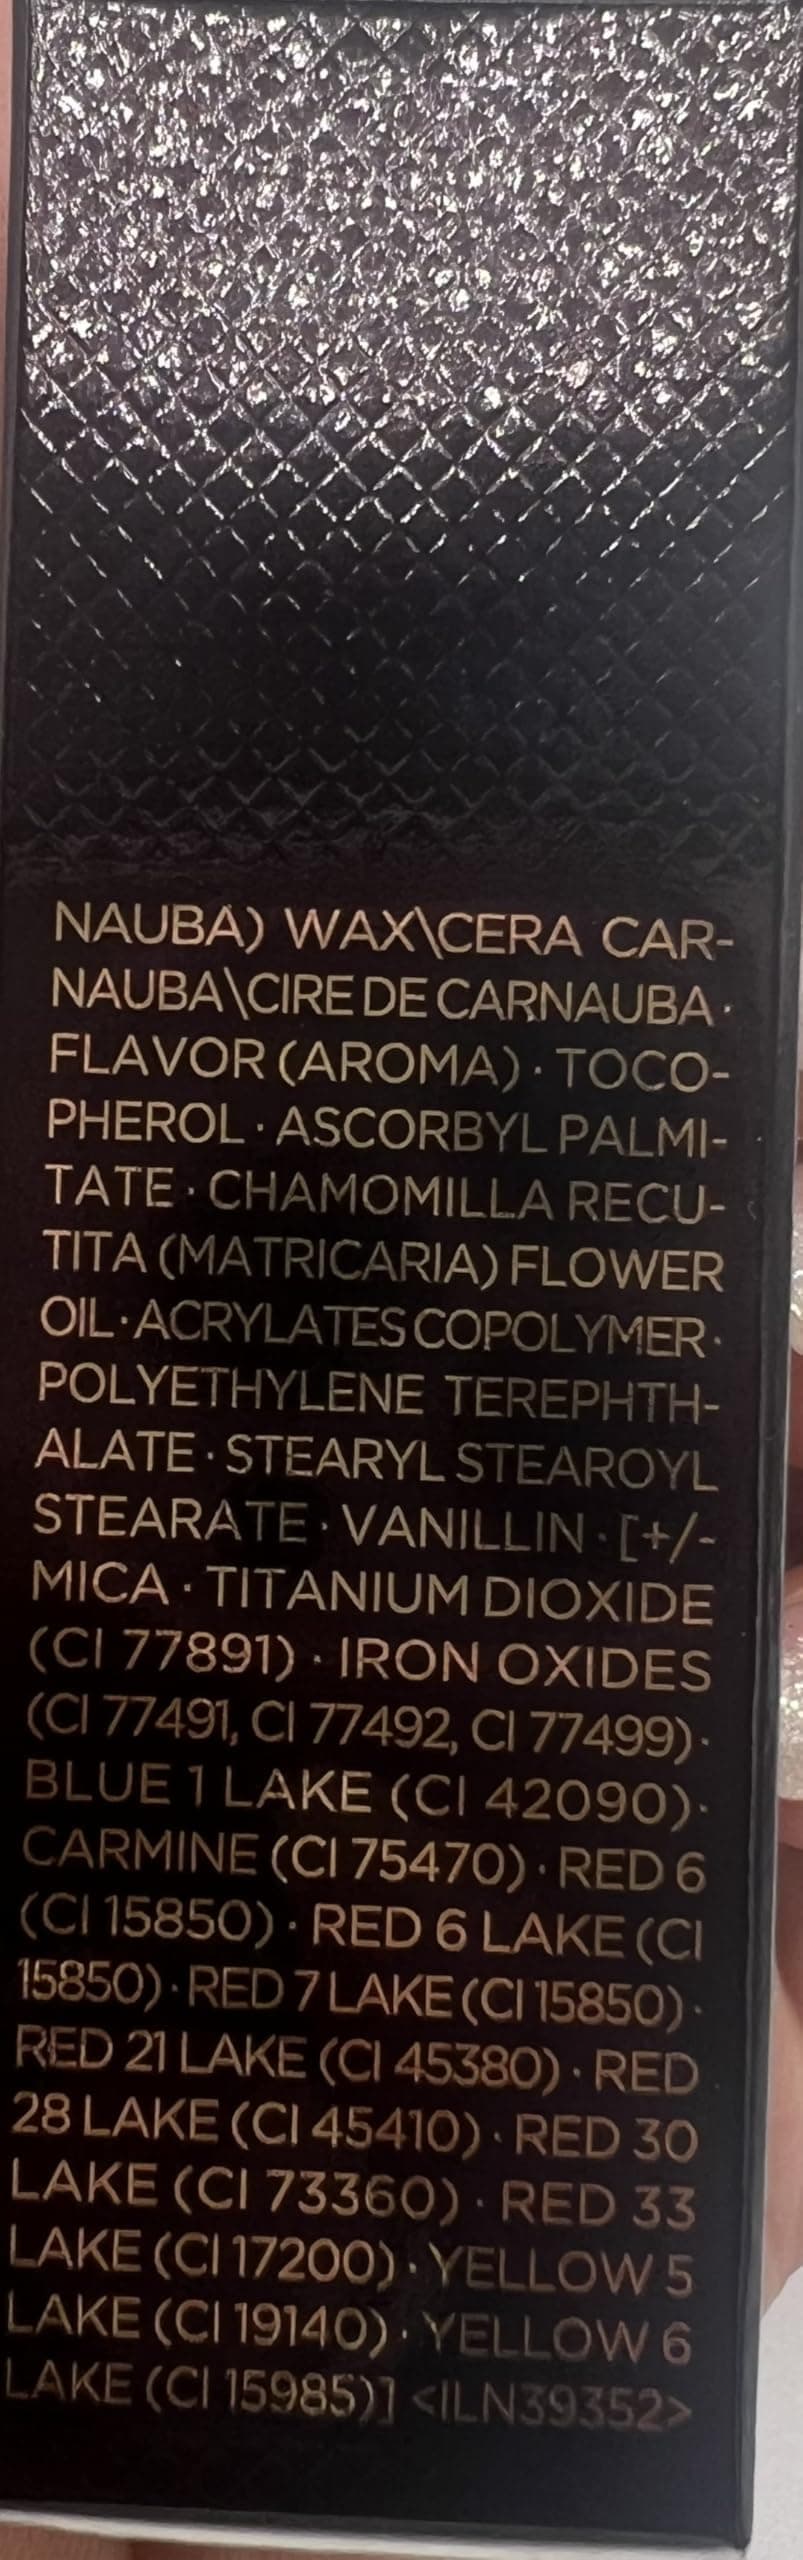 NAUBA) WAX\CERA CAR-
NAUBA\CIRE DE CARNAUBA ·
FLAVOR (AROMA) · TOCO-
PHEROL · ASCORBYL PALMI-
TATE · CHAMOMILLA RECU-
TITA (MATRICARIA) FLOWER
OIL · ACRYLATES COPOLYMER ·
POLYETHYLENE TEREPHTH-
ALATE · STEARYL STEAROYL
STEARATE · VANILLIN · [+/-
MICA · TITANIUM DIOXIDE
(CI 77891) · IRON OXIDES
(CI 77491, CI 77492, CI 77499) ·
BLUE 1 LAKE (CI 42090) ·
CARMINE (CI 75470) · RED 6
(CI 15850) · RED 6 LAKE (CI
15850) · RED 7 LAKE (CI 15850) ·
RED 21 LAKE (CI 45380) · RED
28 LAKE (CI 45410) · RED 30
LAKE (CI 73360) · RED 33
LAKE (CI 17200) · YELLOW 5
LAKE (CI 19140) · YELLOW 6
LAKE (CI 15985)] <ILN39352>